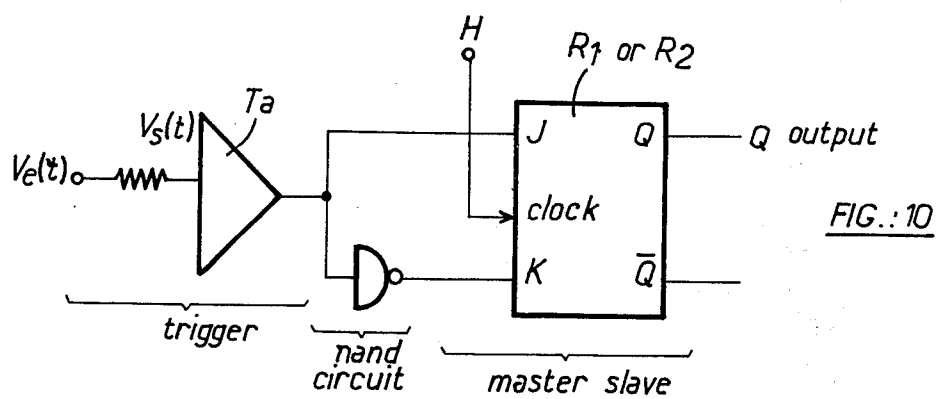 H
R1 or R2
Ta
Vs(t)
Ve(t)
J
Q
Q output
clock
FIG.:10
K
Q̅
trigger
nand
circuit
master slave